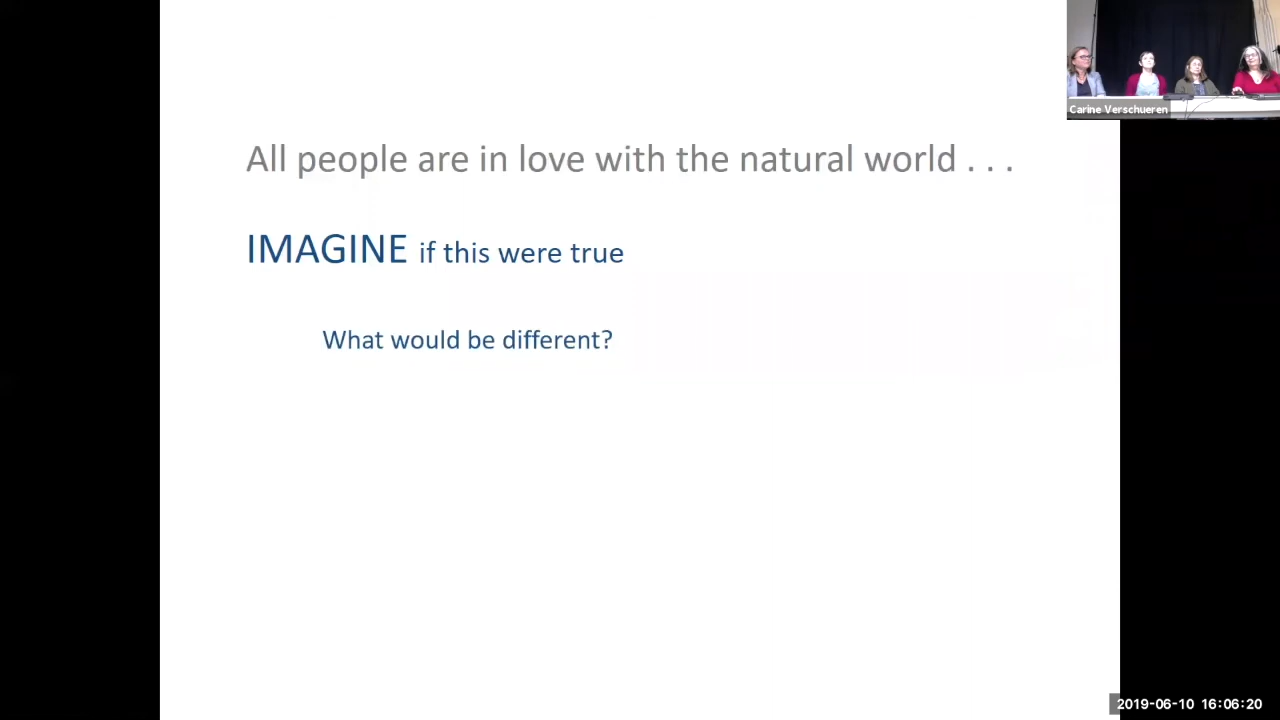 Carine Verschueren
All people are in love with the natural world . . .
IMAGINE if this were true
What would be different?
2019-06-10 16:06:20